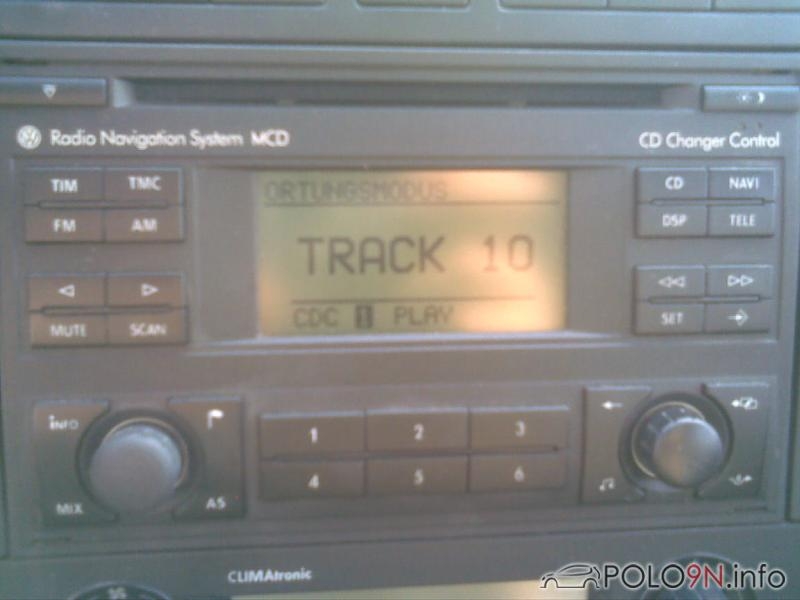 Radio Navigation System MCD CD Changer Control
TIM TMC
FM AM
MUTE SCAN
ORTUNGSMODUS
TRACK 10
CDC 1 PLAY
CD NAVI
DSP TELE
SET
INFO
MIX AS
1 2 3
4 5 6
CLIMAtronic
POLO9N.info